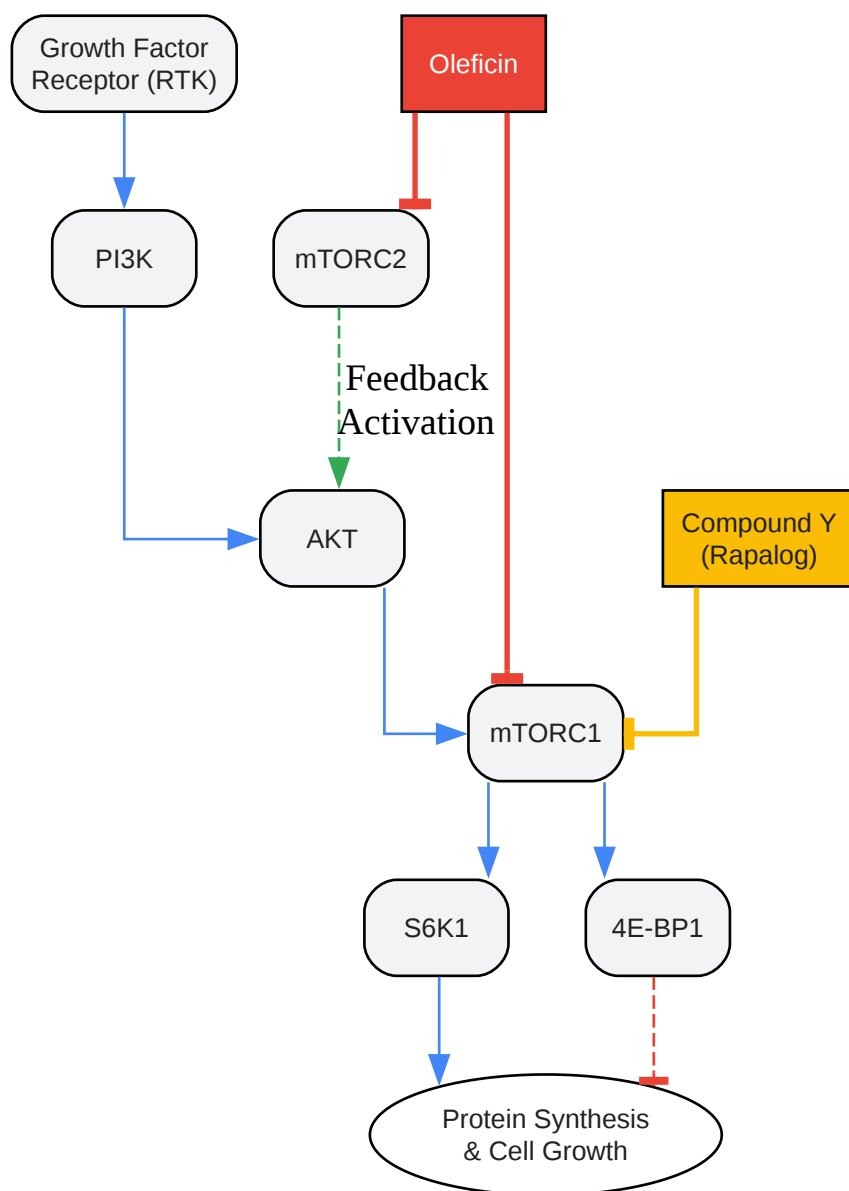 Growth Factor
Receptor (RTK)
Oleficin
PI3K
mTORC2
Feedback
Activation
AKT
Compound Y
(Rapalog)
mTORC1
S6K1
4E-BP1
Protein Synthesis
& Cell Growth